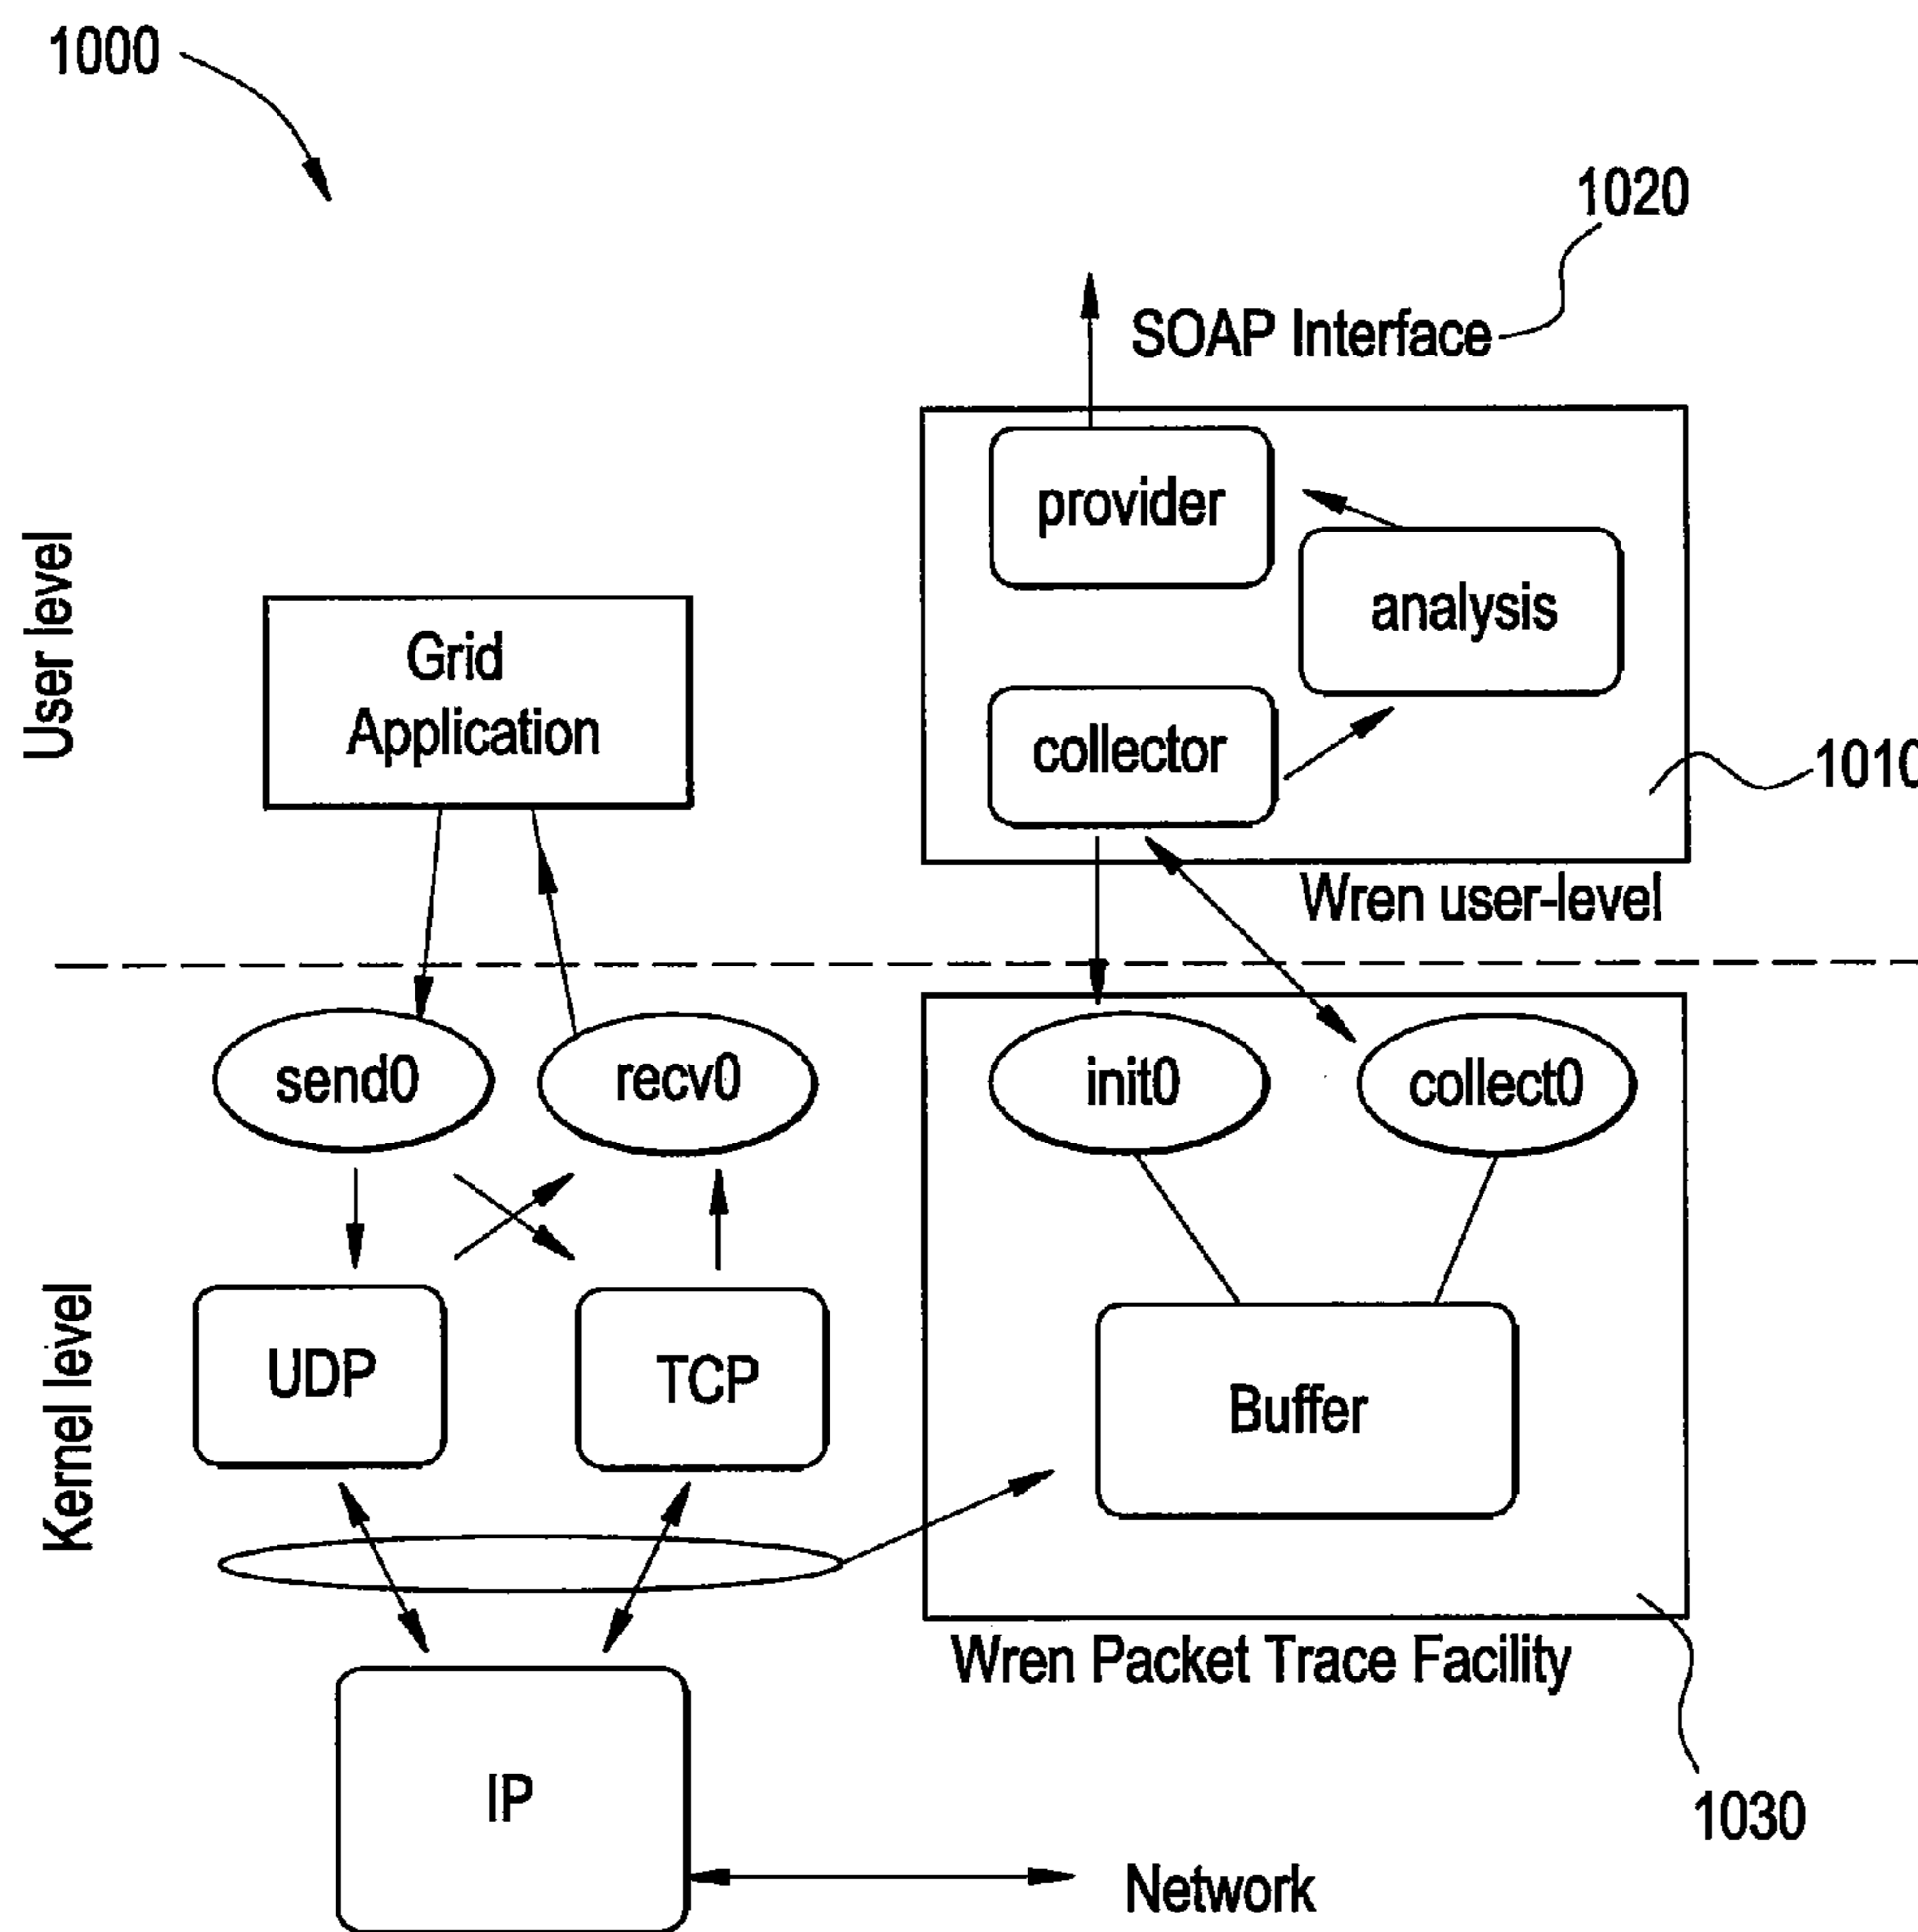 1000
1020
SOAP Interface
provider
analysis
User level
Grid
Application
collector
1010
Wren user-level
send0
recv0
init0
collect0
Kernel level
UDP
TCP
Buffer
Wren Packet Trace Facility
IP
1030
Network